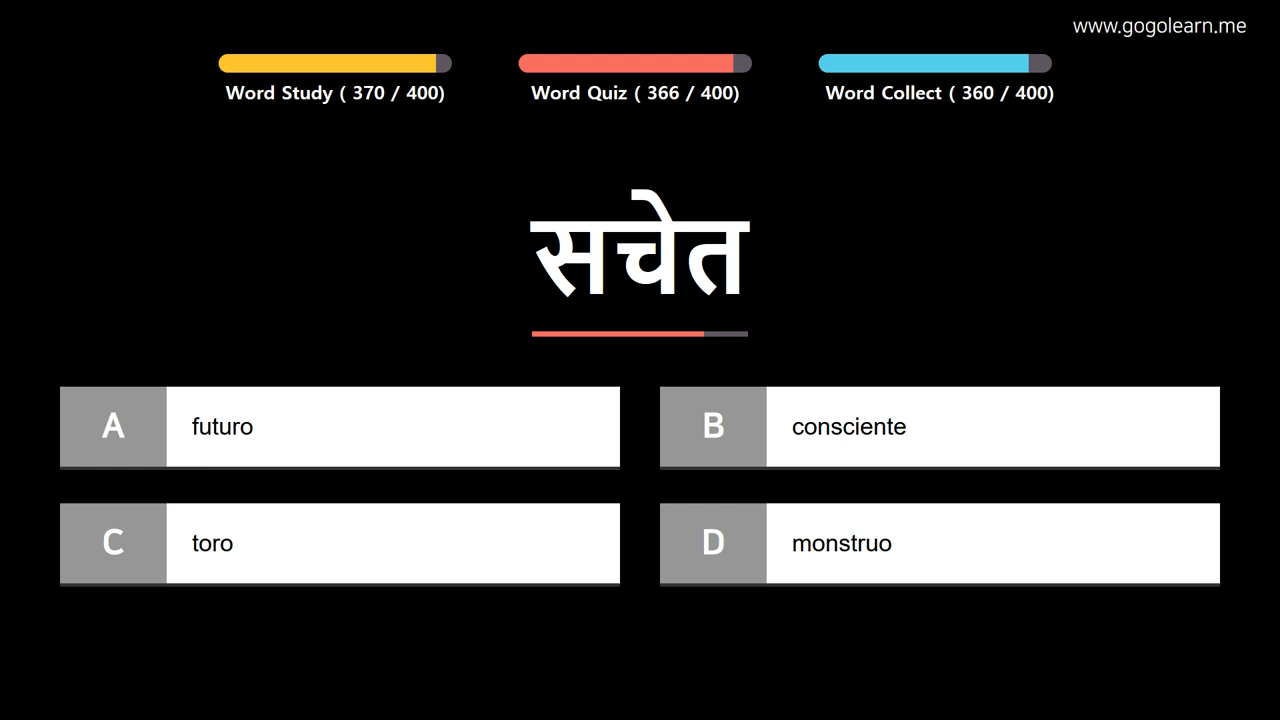 www.gogolearn.me
Word Study ( 370 / 400)
Word Quiz ( 366 / 400)
Word Collect ( 360 / 400)
सचेत
A futuro
B consciente
C toro
D monstruo